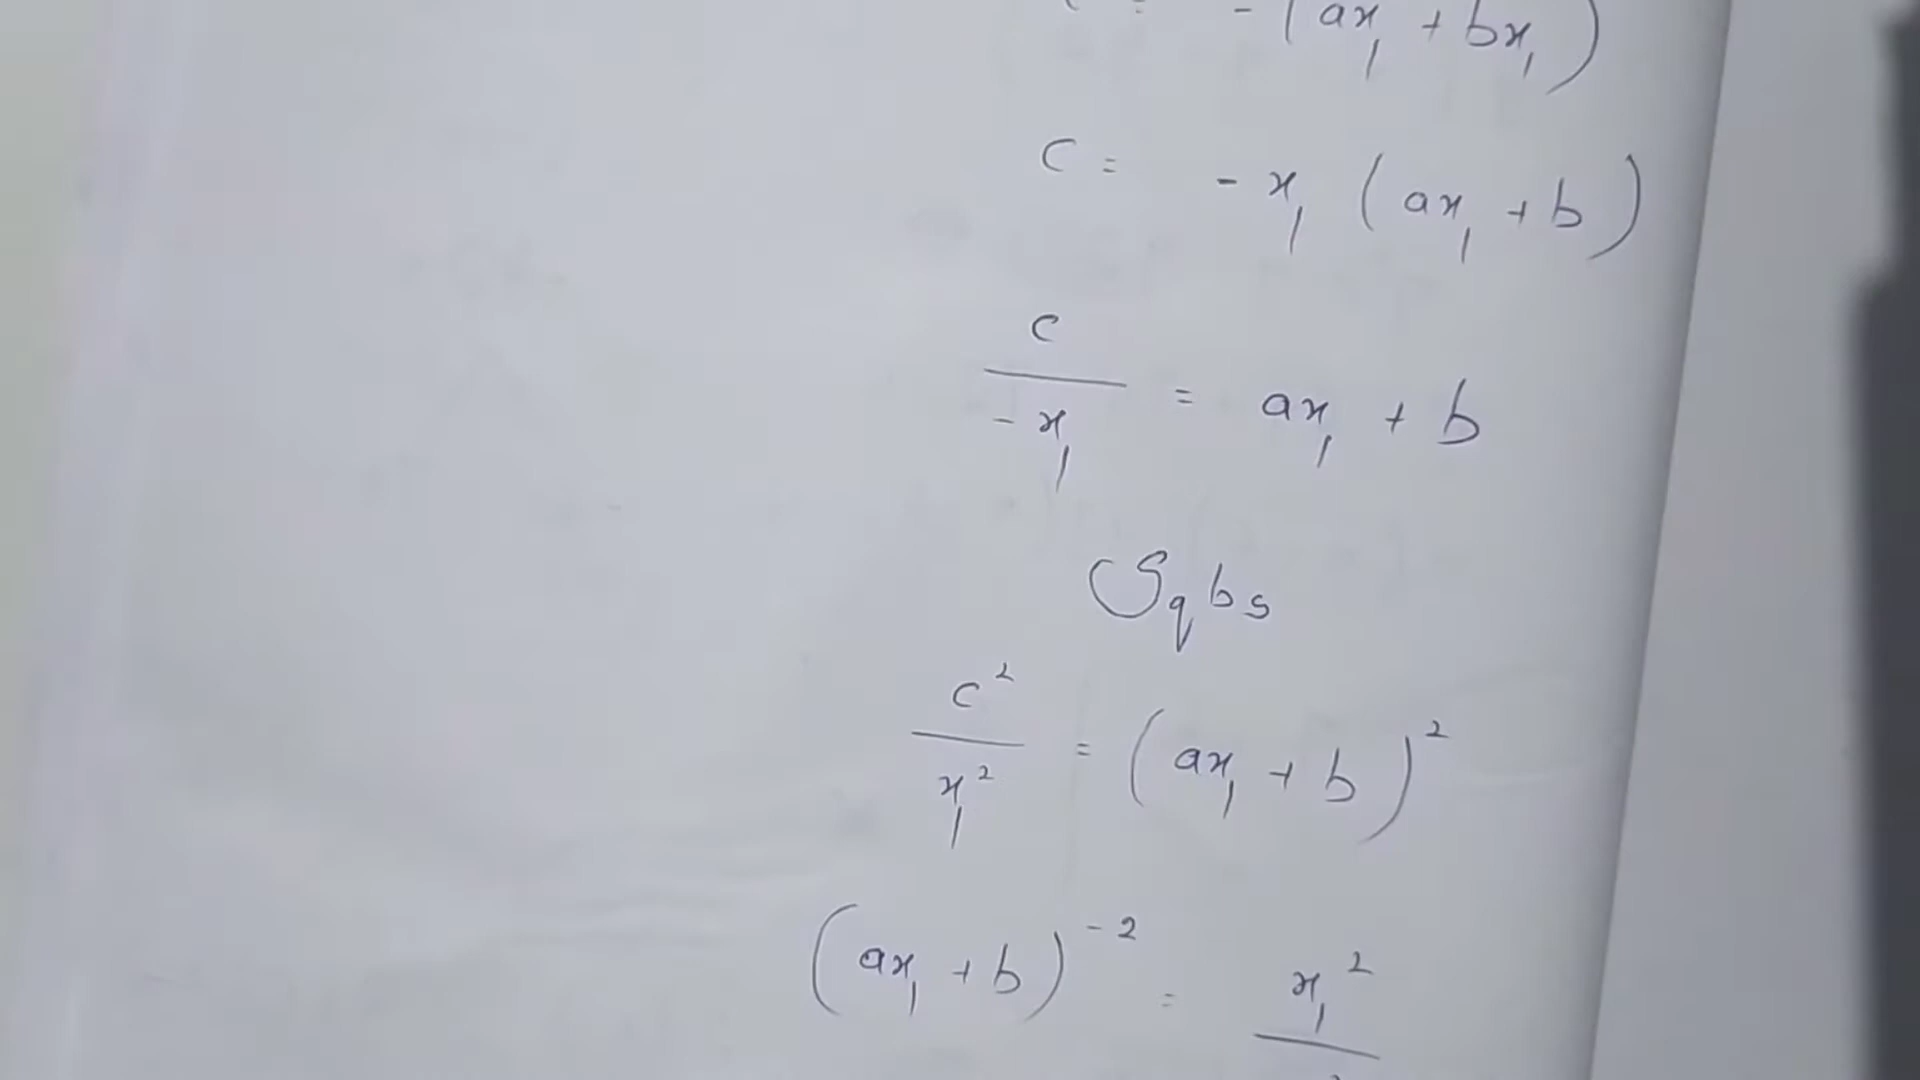 - (ax₁ + bx₁)
c = - x₁ (ax₁ + b)
c / - x₁ = ax₁ + b
Sqbs
c² / x₁² = (ax₁ + b)²
(ax₁ + b)⁻² = x₁² /